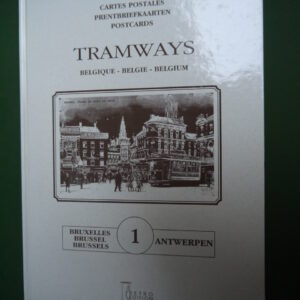 CARTES POSTALES
PRENTBRIEFKAARTEN
POSTCARDS
TRAMWAYS
BELGIQUE - BELGIE - BELGIUM
BRUXELLES
BRUSSEL
BRUSSELS
1
ANTWERPEN